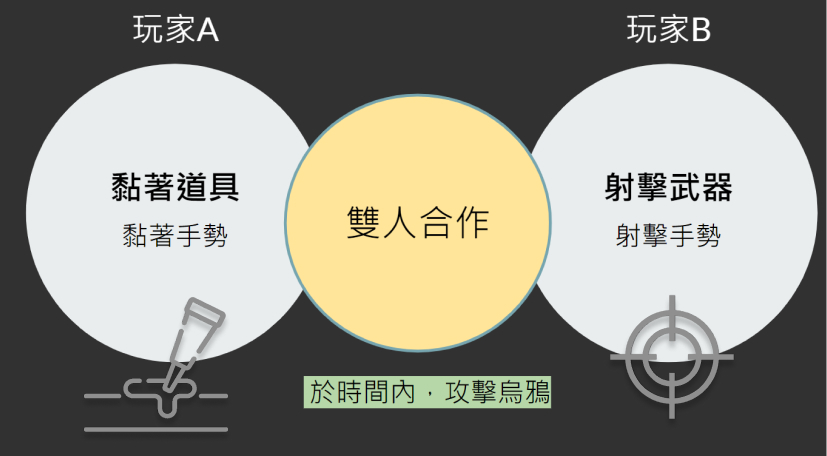 玩家A
玩家B
黏著道具
黏著手勢
雙人合作
射擊武器
射擊手勢
於時間內，攻擊烏鴉